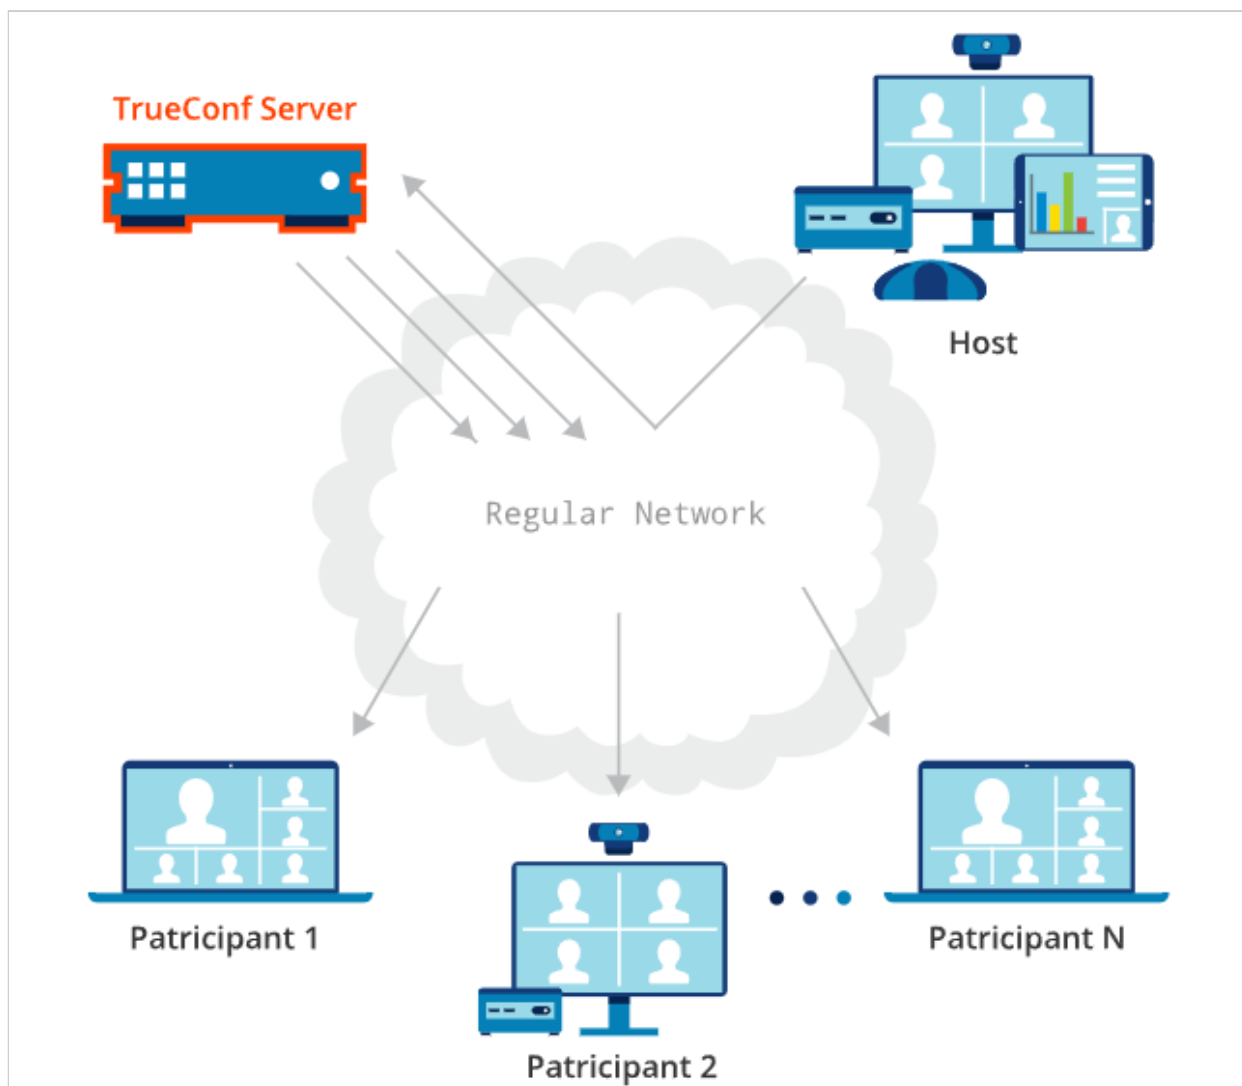 TrueConf Server
Host
Regular Network
Patricipant 1
Patricipant N
Patricipant 2